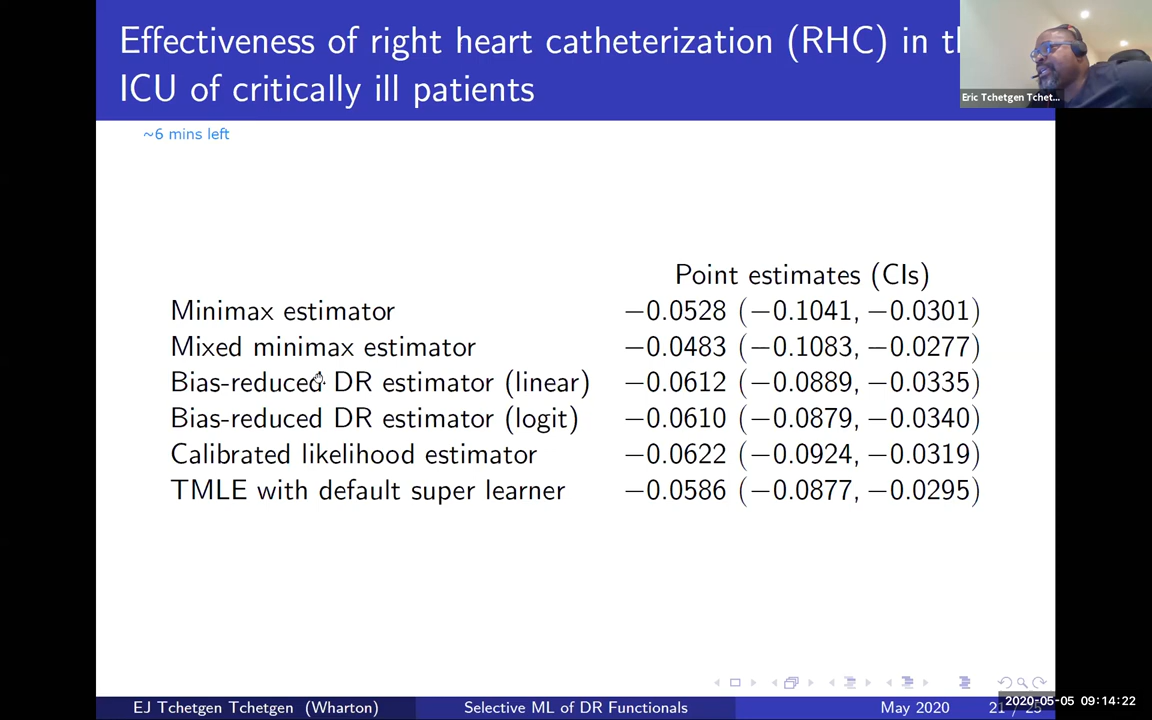 Effectiveness of right heart catheterization (RHC) in
ICU of critically ill patients
Eric Tchetgen Tchet...
~6 mins left
Point estimates (CIs)
Minimax estimator −0.0528 (−0.1041, −0.0301)
Mixed minimax estimator −0.0483 (−0.1083, −0.0277)
Bias-reduced DR estimator (linear) −0.0612 (−0.0889, −0.0335)
Bias-reduced DR estimator (logit) −0.0610 (−0.0879, −0.0340)
Calibrated likelihood estimator −0.0622 (−0.0924, −0.0319)
TMLE with default super learner −0.0586 (−0.0877, −0.0295)
EJ Tchetgen Tchetgen (Wharton) Selective ML of DR Functionals May 2020 21 / 25
2020-05-05 09:14:22